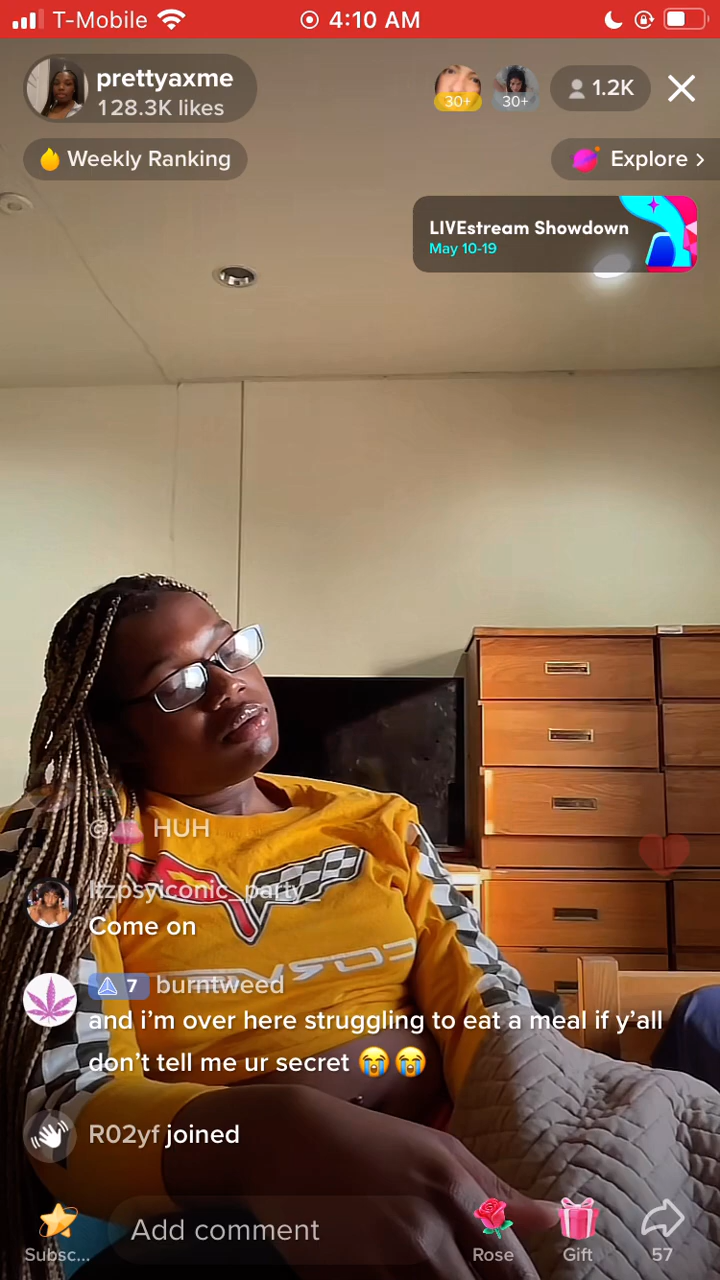 T-Mobile
4:10 AM
prettyaxme
128.3K likes
30+
30+
1.2K
Weekly Ranking
Explore >
LIVEstream Showdown
May 10-19
HUH
Itzpsyiconic_party_
Come on
CORVETTE
7 burntweed
and i’m over here struggling to eat a meal if y’all
don’t tell me ur secret 😭😭
R02yf joined
Add comment
Subsc...
Rose
Gift
57